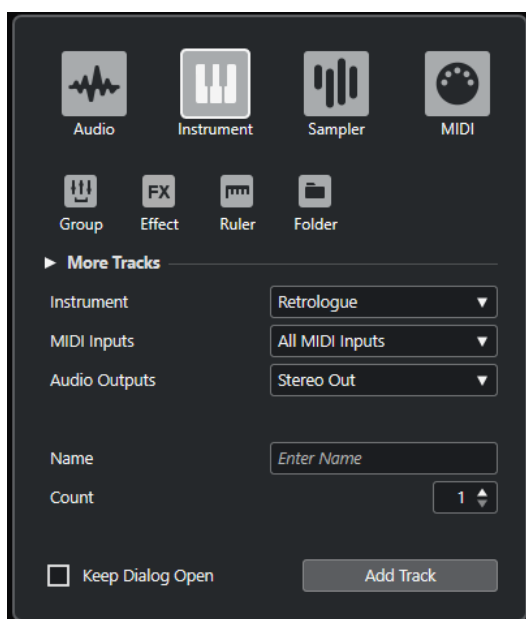 Audio Instrument Sampler MIDI
FX
Group Effect Ruler Folder
More Tracks
Instrument Retrologue
MIDI Inputs All MIDI Inputs
Audio Outputs Stereo Out
Name Enter Name
Count 1
Keep Dialog Open Add Track